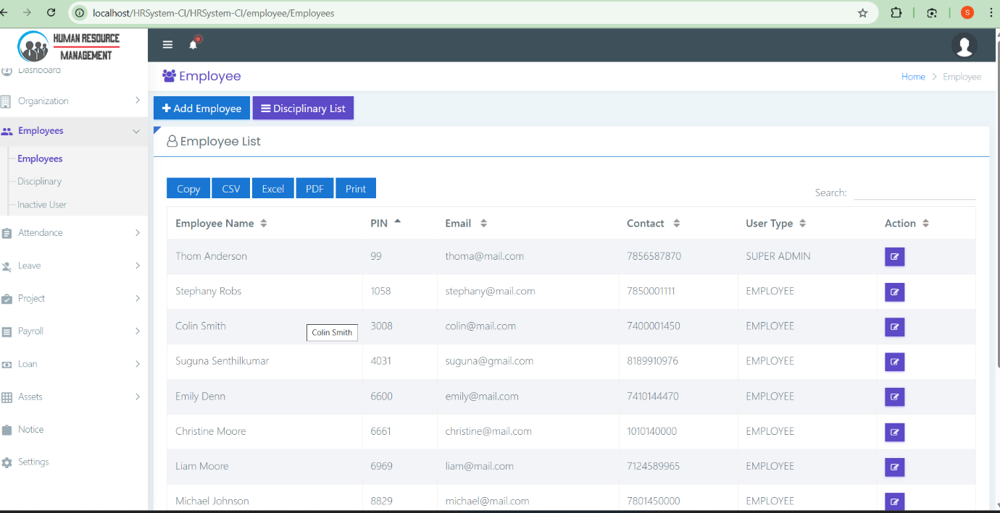 localhost/HRSystem-CI/HRSystem-CI/employee/Employees
S
HUMAN RESOURCE
MANAGEMENT
Dashboard
Organization
Employees
Employees
Disciplinary
Inactive User
Attendance
Leave
Project
Payroll
Loan
Assets
Notice
Settings
Employee
Home > Employee
Add Employee
Disciplinary List
Employee List
Copy CSV Excel PDF Print
Search:
Employee Name PIN Email Contact User Type Action
Thom Anderson 99 thoma@mail.com 7856587870 SUPER ADMIN
Stephany Robs 1058 stephany@mail.com 7850001111 EMPLOYEE
Colin Smith 3008 colin@mail.com 7400001450 EMPLOYEE
Colin Smith
Suguna Senthilkumar 4031 suguna@gmail.com 8189910976 EMPLOYEE
Emily Denn 6600 emily@mail.com 7410144470 EMPLOYEE
Christine Moore 6661 christine@mail.com 1010140000 EMPLOYEE
Liam Moore 6969 liam@mail.com 7124589965 EMPLOYEE
Michael Johnson 8829 michael@mail.com 7801450000 EMPLOYEE